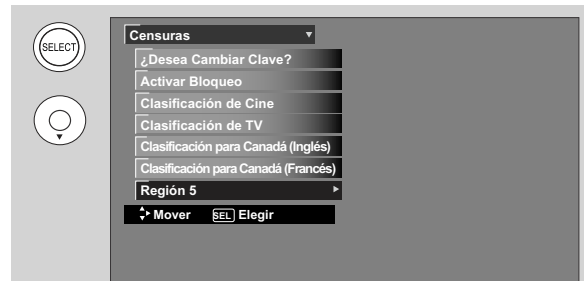 SELECT
Censuras
¿Desea Cambiar Clave?
Activar Bloqueo
Clasificación de Cine
Clasificación de TV
Clasificación para Canadá (Inglés)
Clasificación para Canadá (Francés)
Región 5
Mover SEL Elegir